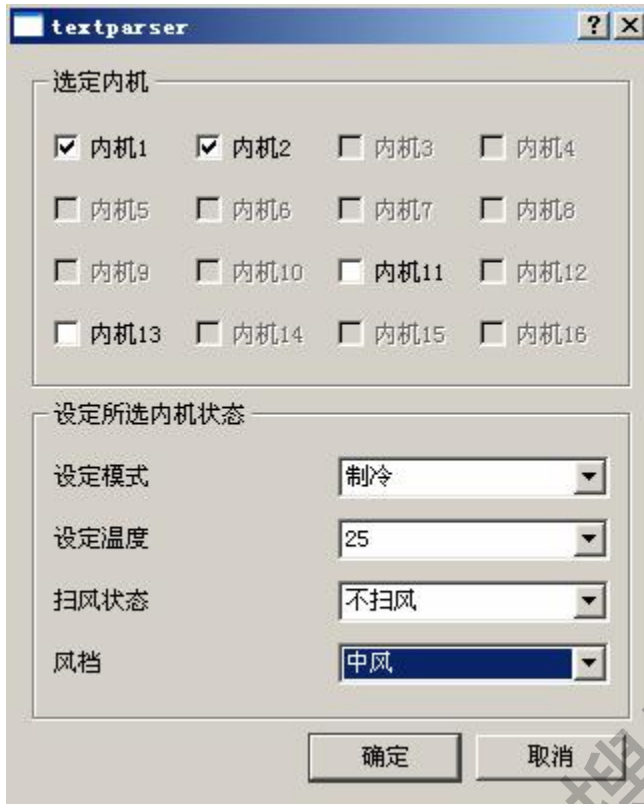 textparser
选定内机
内机1 内机2 内机3 内机4
内机5 内机6 内机7 内机8
内机9 内机10 内机11 内机12
内机13 内机14 内机15 内机16
设定所选内机状态
设定模式 制冷
设定温度 25
扫风状态 不扫风
风档 中风
确定 取消